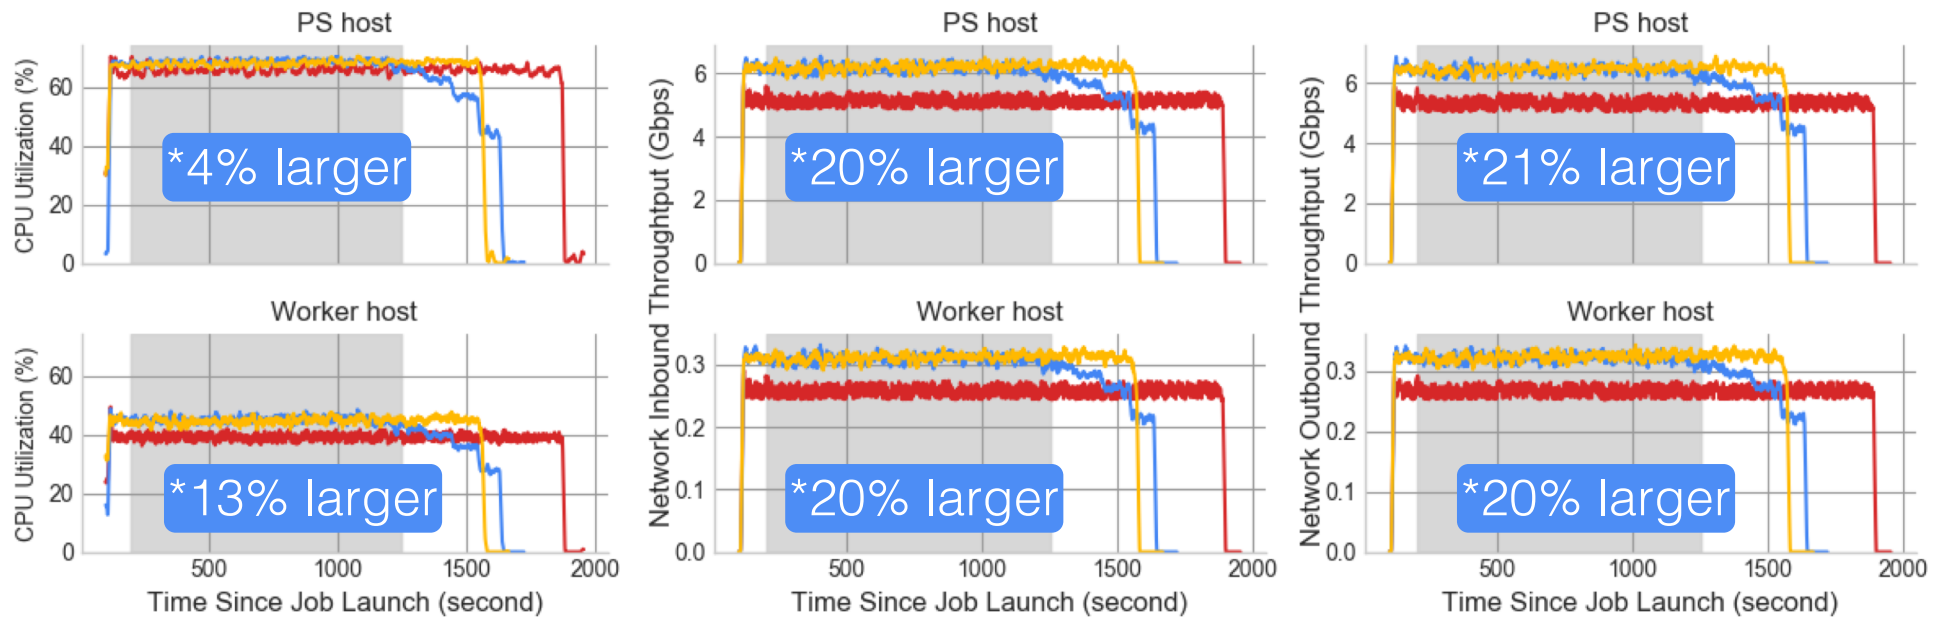 PS host
CPU Utilization (%)
60
40
20
0
*4% larger
Worker host
CPU Utilization (%)
60
40
20
0
*13% larger
500 1000 1500 2000
Time Since Job Launch (second)
PS host
Network Inbound Throughtput (Gbps)
6
4
2
0
*20% larger
Worker host
0.3
0.2
0.1
0.0
*20% larger
500 1000 1500 2000
Time Since Job Launch (second)
PS host
Network Outbound Throughtput (Gbps)
6
4
2
0
*21% larger
Worker host
0.3
0.2
0.1
0.0
*20% larger
500 1000 1500 2000
Time Since Job Launch (second)